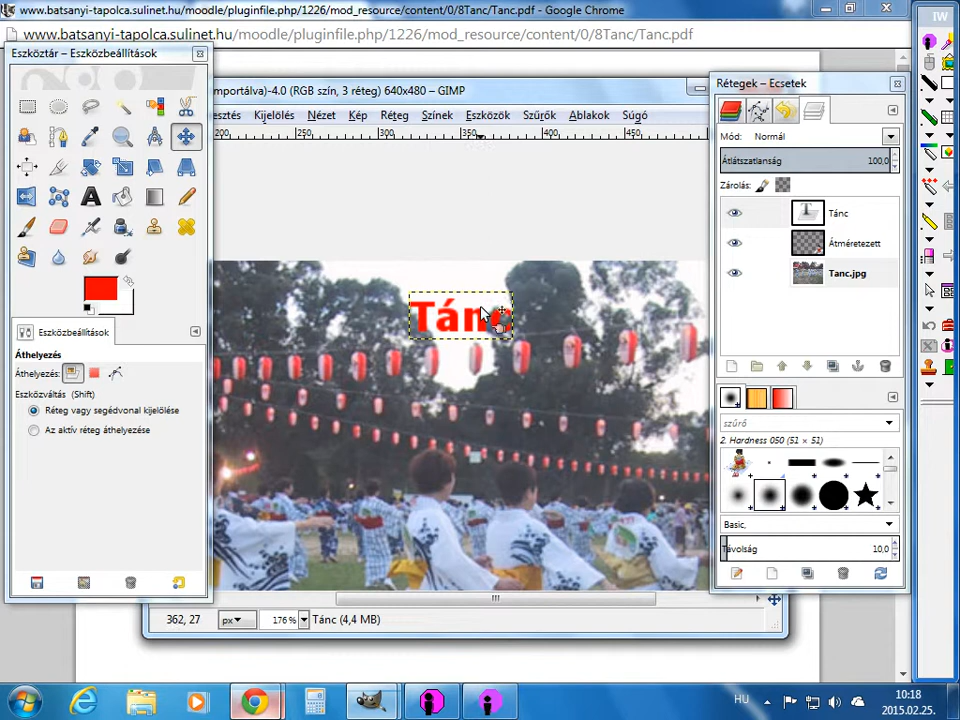 www.batsanyi-tapolca.sulinet.hu/moodle/pluginfile.php/1226/mod_resource/content/0/8Tanc/Tanc.pdf - Google Chrome
www.batsanyi-tapolca.sulinet.hu/moodle/pluginfile.php/1226/mod_resource/content/0/8Tanc/Tanc.pdf
IW
Eszköztár – Eszközbeállítások
importálva)-4.0 (RGB szín, 3 réteg) 640x480 – GIMP
Rétegek – Ecsetek
esztés Kijelölés Nézet Kép Réteg Színek Eszközök Szűrők Ablakok Súgó
200 250 300 350 400 450
Mód: Normál
Átlátszatlanság 100,0
Zárolás:
Tánc
Átméretezett
Tanc.jpg
Tánc
Eszközbeállítások
Áthelyezés
Áthelyezés:
Eszközváltás (Shift)
Réteg vagy segédvonal kijelölése
Az aktív réteg áthelyezése
szűrő
2. Hardness 050 (51 × 51)
Basic,
Távolság 10,0
362, 27 px 176% Tánc (4,4 MB)
HU
10:18
2015.02.25.